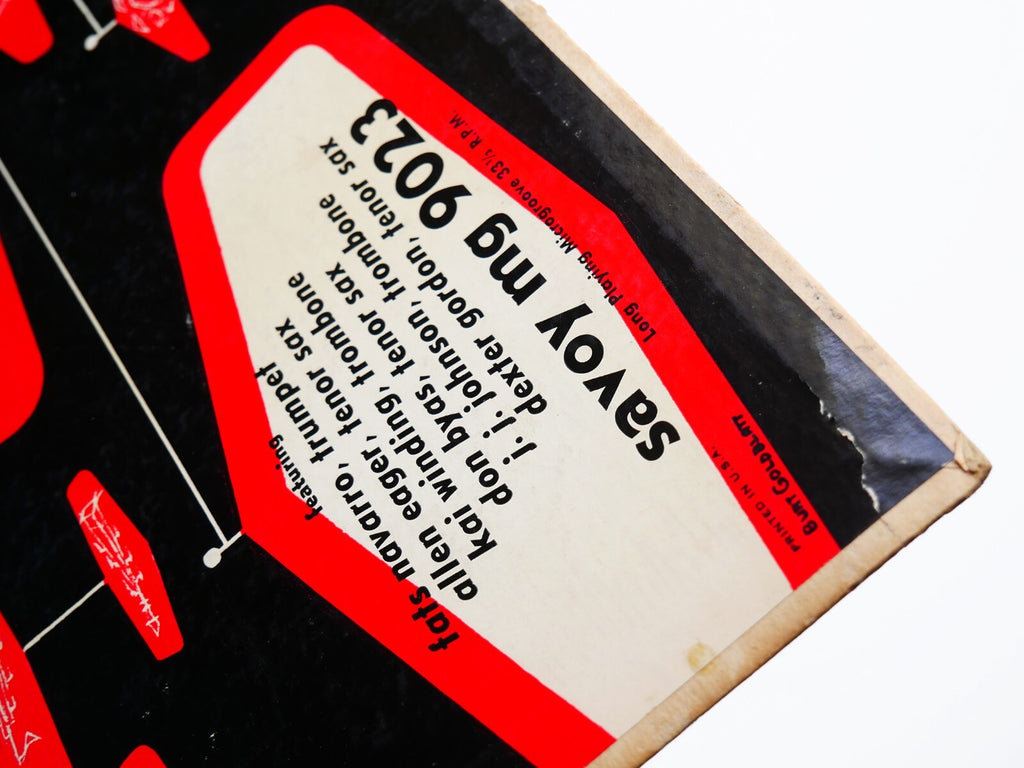 Long Playing Microgroove 33⅓ R.P.M.
savoy mg 9023
dexter gordon, tenor sax
j. j. johnson, trombone
don byas, tenor sax
kai winding, trombone
allen eager, tenor sax
fats navarro, trumpet
featuring
BURT GOLDBLATT
PRINTED IN U.S.A.